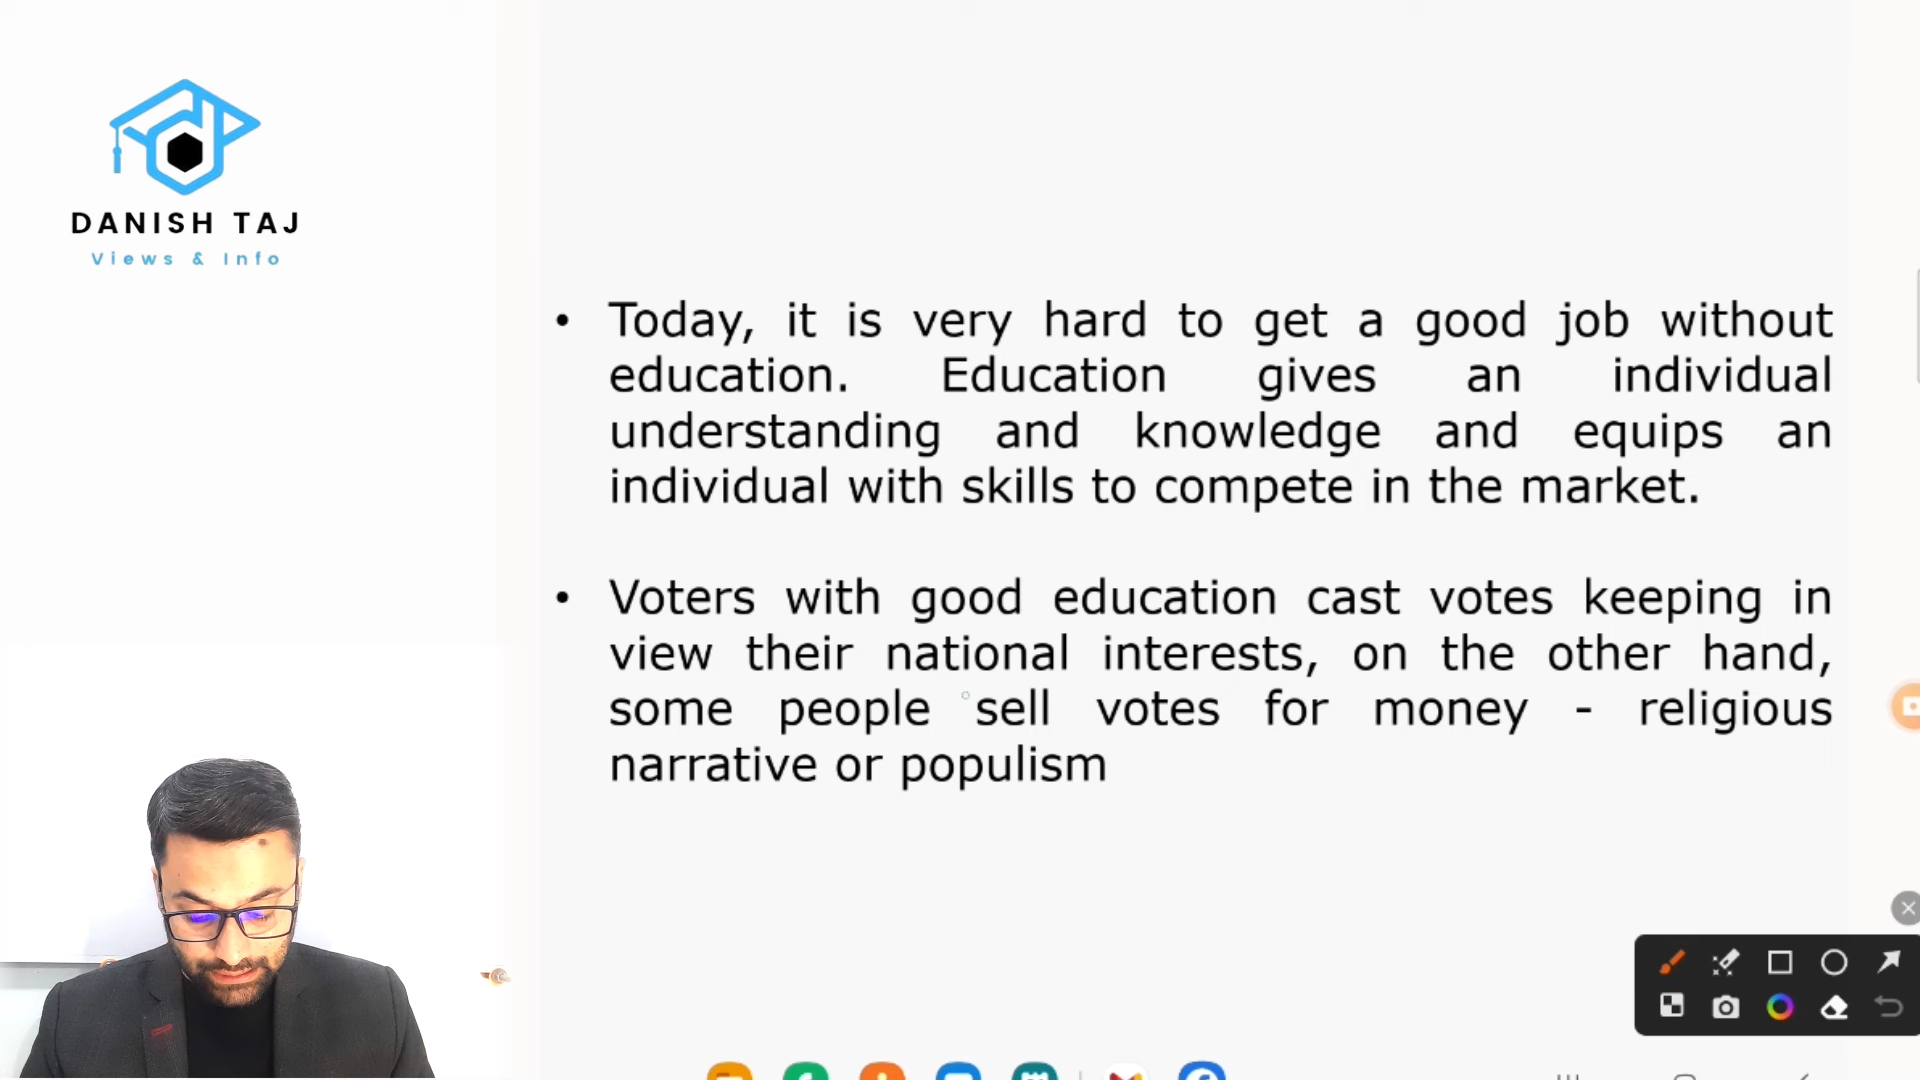 DANISH TAJ
Views & Info
• Today, it is very hard to get a good job without
education. Education gives an individual
understanding and knowledge and equips an
individual with skills to compete in the market.
• Voters with good education cast votes keeping in
view their national interests, on the other hand,
some people sell votes for money - religious
narrative or populism